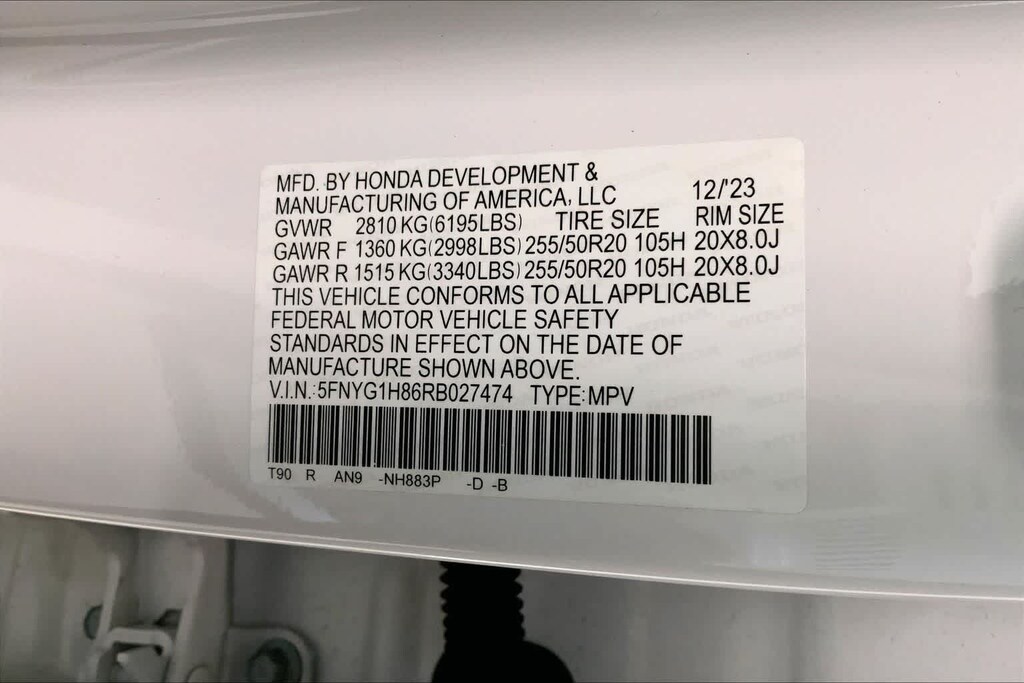 MFD. BY HONDA DEVELOPMENT &
MANUFACTURING OF AMERICA, LLC 12/'23
GVWR 2810 KG(6195LBS) TIRE SIZE RIM SIZE
GAWR F 1360 KG(2998LBS) 255/50R20 105H 20X8.0J
GAWR R 1515 KG(3340LBS) 255/50R20 105H 20X8.0J
THIS VEHICLE CONFORMS TO ALL APPLICABLE
FEDERAL MOTOR VEHICLE SAFETY
STANDARDS IN EFFECT ON THE DATE OF
MANUFACTURE SHOWN ABOVE.
V.I.N.:5FNYG1H86RB027474 TYPE:MPV
T90 R AN9 -NH883P -D -B